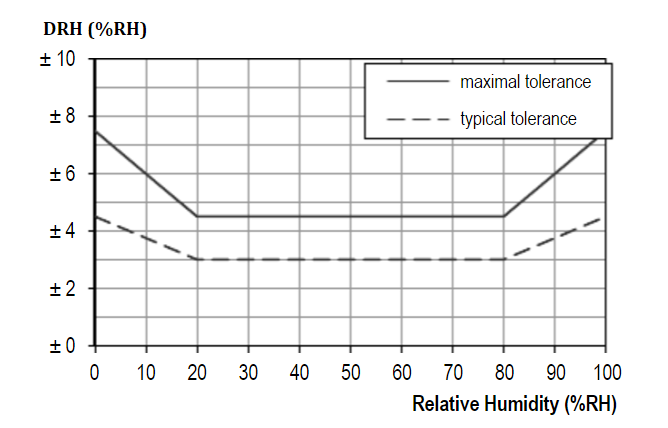 DRH (%RH)
± 10
maximal tolerance
± 8
typical tolerance
± 6
± 4
± 2
± 0
0 10 20 30 40 50 60 70 80 90 100
Relative Humidity (%RH)